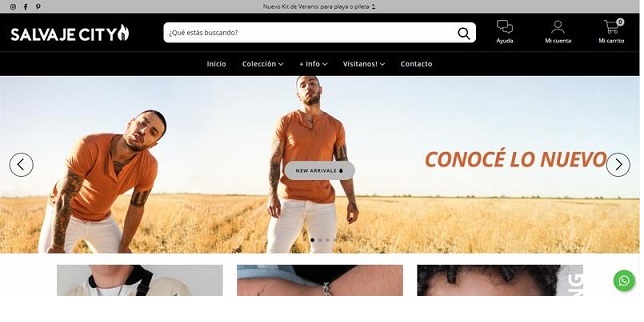 Nuevo Kit de Verano: para playa o pileta
SALVAJE CITY
¿Qué estás buscando?
Ayuda
Mi cuenta
0
Mi carrito
Inicio
Colección
+ Info
Visitanos!
Contacto
CONOCÉ LO NUEVO
NEW ARRIVALS
NG